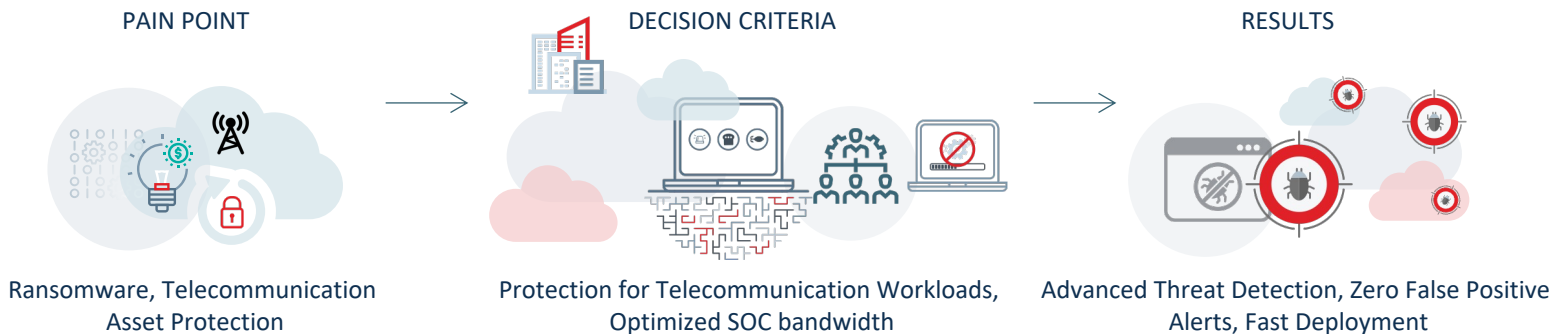 PAIN POINT
DECISION CRITERIA
RESULTS
$
Ransomware, Telecommunication
Asset Protection
Protection for Telecommunication Workloads,
Optimized SOC bandwidth
Advanced Threat Detection, Zero False Positive
Alerts, Fast Deployment